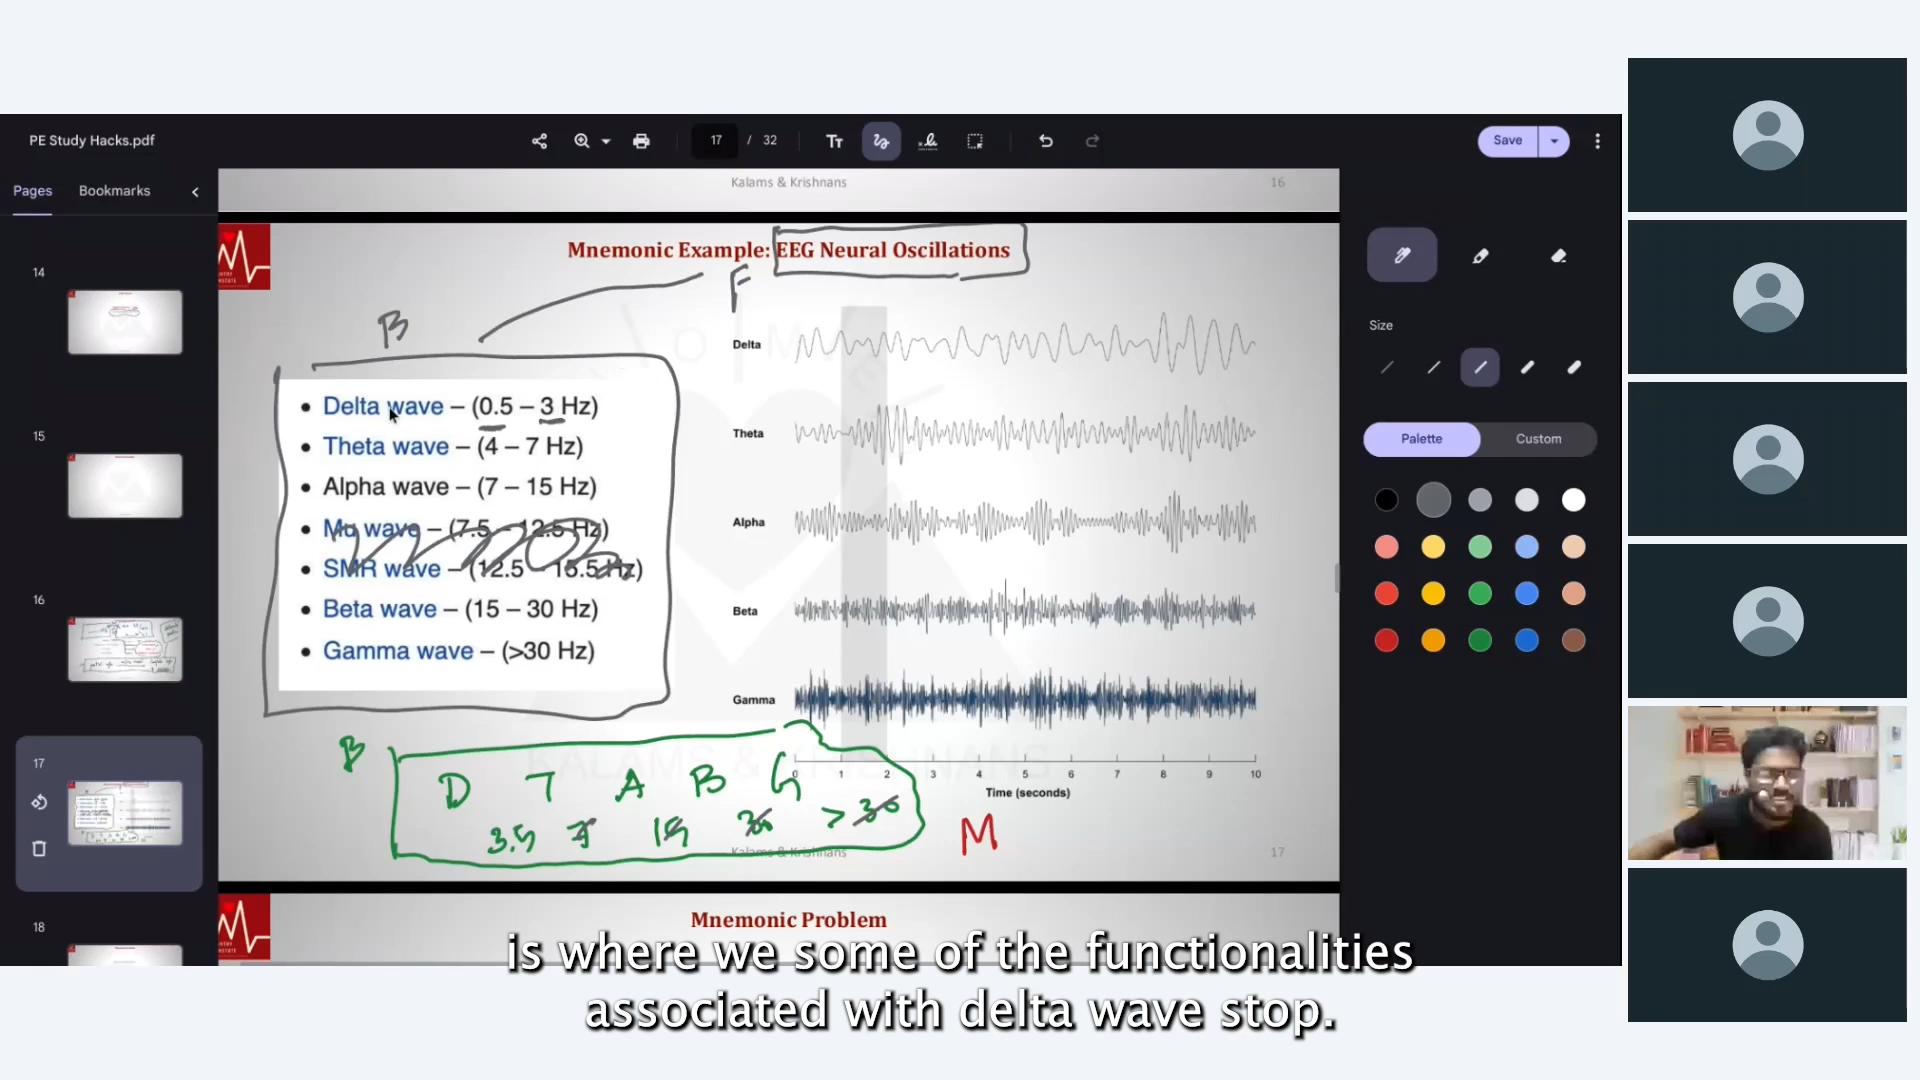 PE Study Hacks.pdf
17 / 32
Tt
Save
Pages
Bookmarks
Kalams & Krishnans
16
14
15
16
17
18
Mnemonic Example: EEG Neural Oscillations
F
B
Delta wave – (0.5 – 3 Hz)
Theta wave – (4 – 7 Hz)
Alpha wave – (7 – 15 Hz)
Mu wave – (7.5 – 12.5 Hz)
SMR wave – (12.5 – 15.5 Hz)
Beta wave – (15 – 30 Hz)
Gamma wave – (>30 Hz)
Delta
Theta
Alpha
Beta
Gamma
0 1 2 3 4 5 6 7 8 9 10
Time (seconds)
KALAMS & KRISHNANS
B
D T A B G
3.5 7 15 30 >30
M
Kalams & Krishnans
17
Mnemonic Problem
Size
Palette
Custom
is where we some of the functionalities
associated with delta wave stop.